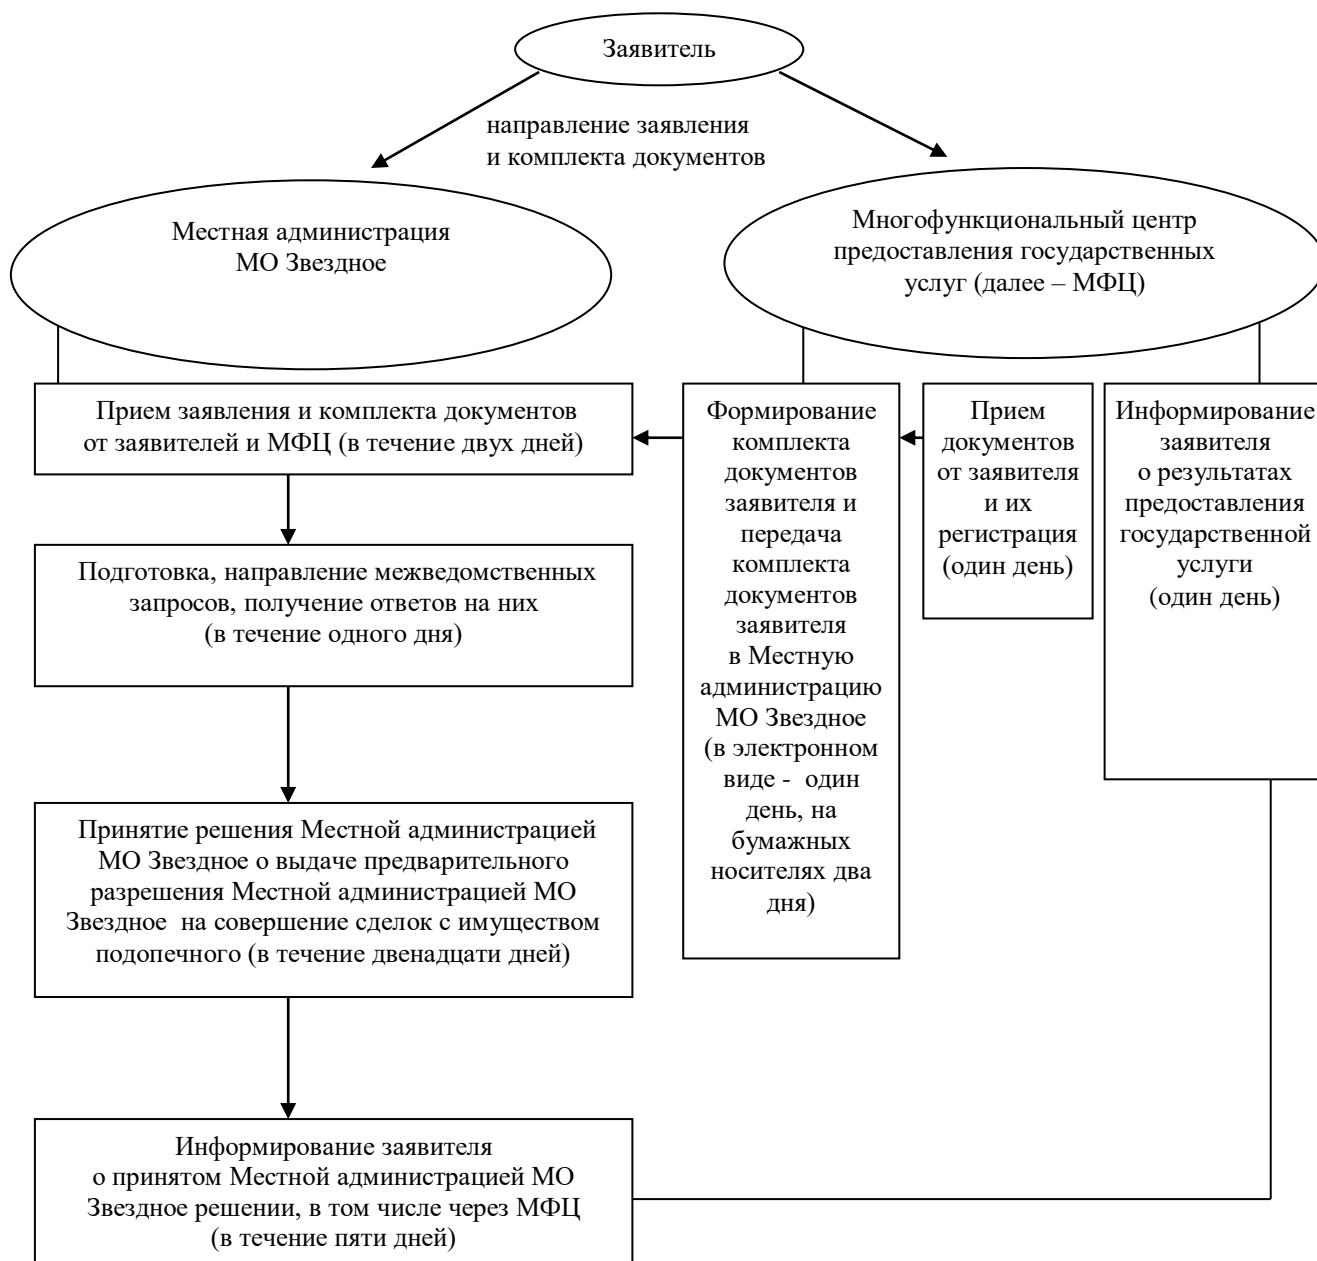 Заявитель
направление заявления
и комплекта документов
Местная администрация
МО Звездное
Многофункциональный центр
предоставления государственных
услуг (далее – МФЦ)
Прием заявления и комплекта документов
от заявителей и МФЦ (в течение двух дней)
Формирование
комплекта
документов
заявителя и
передача
комплекта
документов
заявителя
в Местную
администрацию
МО Звездное
(в электронном
виде -  один
день, на
бумажных
носителях два
дня)
Прием
документов
от заявителя
и их
регистрация
(один день)
Информирование
заявителя
о результатах
предоставления
государственной
услуги
(один день)
Подготовка, направление межведомственных
запросов, получение ответов на них
(в течение одного дня)
Принятие решения Местной администрацией
МО Звездное о выдаче предварительного
разрешения Местной администрацией МО
Звездное  на совершение сделок с имуществом
подопечного (в течение двенадцати дней)
Информирование заявителя
о принятом Местной администрацией МО
Звездное решении, в том числе через МФЦ
(в течение пяти дней)